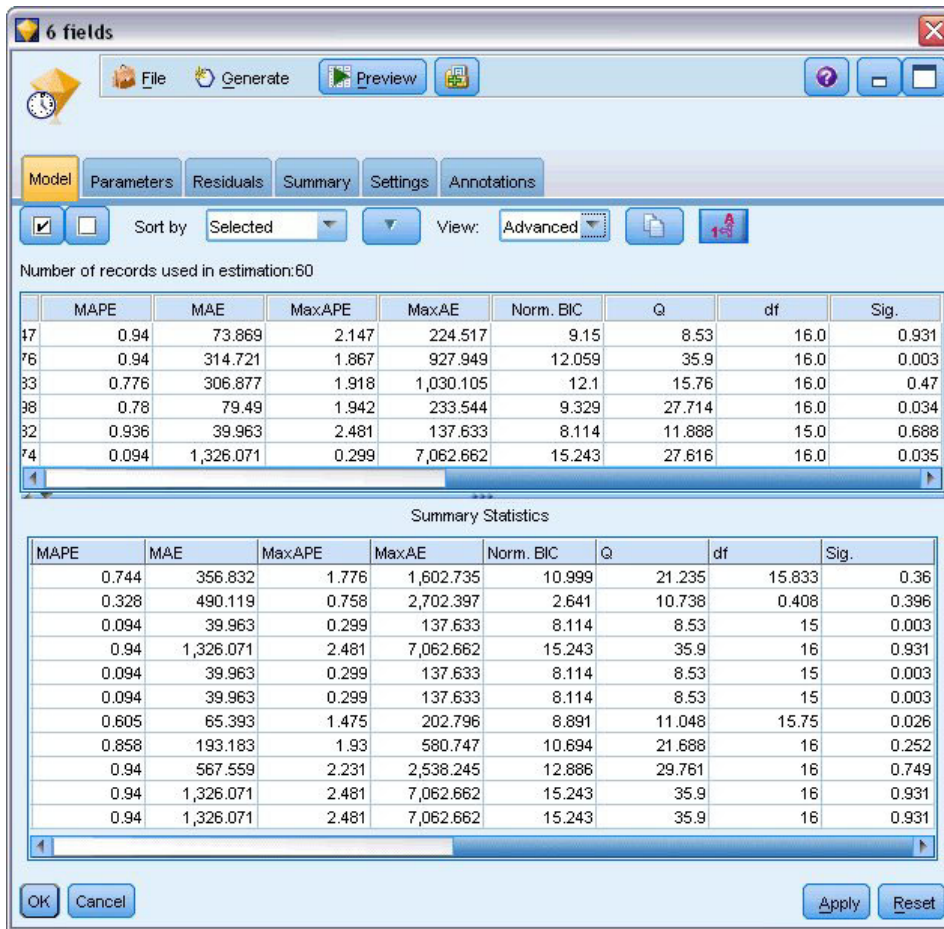 6 fields
File Generate Preview
Model Parameters Residuals Summary Settings Annotations
Sort by Selected View: Advanced
Number of records used in estimation:60
MAPE MAE MaxAPE MaxAE Norm. BIC Q df Sig.
47 0.94 73.869 2.147 224.517 9.15 8.53 16.0 0.931
76 0.94 314.721 1.867 927.949 12.059 35.9 16.0 0.003
83 0.776 306.877 1.918 1,030.105 12.1 15.76 16.0 0.47
98 0.78 79.49 1.942 233.544 9.329 27.714 16.0 0.034
32 0.936 39.963 2.481 137.633 8.114 11.888 15.0 0.688
74 0.094 1,326.071 0.299 7,062.662 15.243 27.616 16.0 0.035
Summary Statistics
MAPE MAE MaxAPE MaxAE Norm. BIC Q df Sig.
0.744 356.832 1.776 1,602.735 10.999 21.235 15.833 0.36
0.328 490.119 0.758 2,702.397 2.641 10.738 0.408 0.396
0.094 39.963 0.299 137.633 8.114 8.53 15 0.003
0.94 1,326.071 2.481 7,062.662 15.243 35.9 16 0.931
0.094 39.963 0.299 137.633 8.114 8.53 15 0.003
0.094 39.963 0.299 137.633 8.114 8.53 15 0.003
0.605 65.393 1.475 202.796 8.891 11.048 15.75 0.026
0.858 193.183 1.93 580.747 10.694 21.688 16 0.252
0.94 567.559 2.231 2,538.245 12.886 29.761 16 0.749
0.94 1,326.071 2.481 7,062.662 15.243 35.9 16 0.931
0.94 1,326.071 2.481 7,062.662 15.243 35.9 16 0.931
OK Cancel Apply Reset